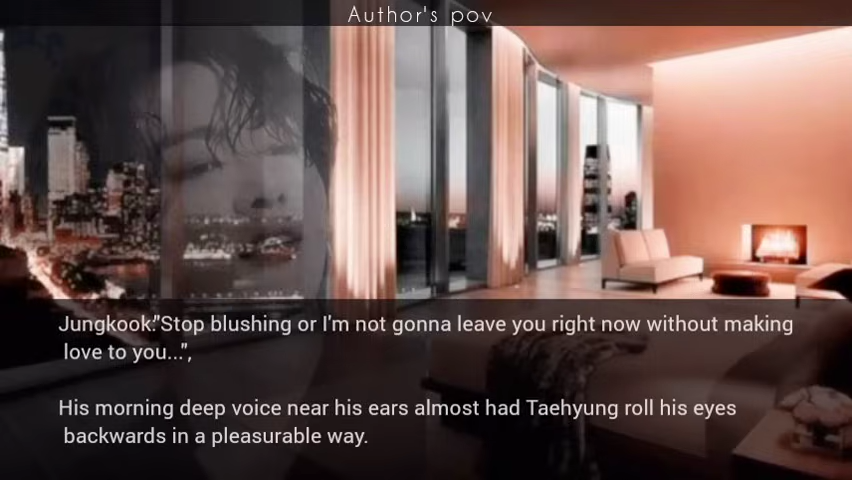 Author's pov
Jungkook:"Stop blushing or I'm not gonna leave you right now without making
love to you...",
His morning deep voice near his ears almost had Taehyung roll his eyes
backwards in a pleasurable way.